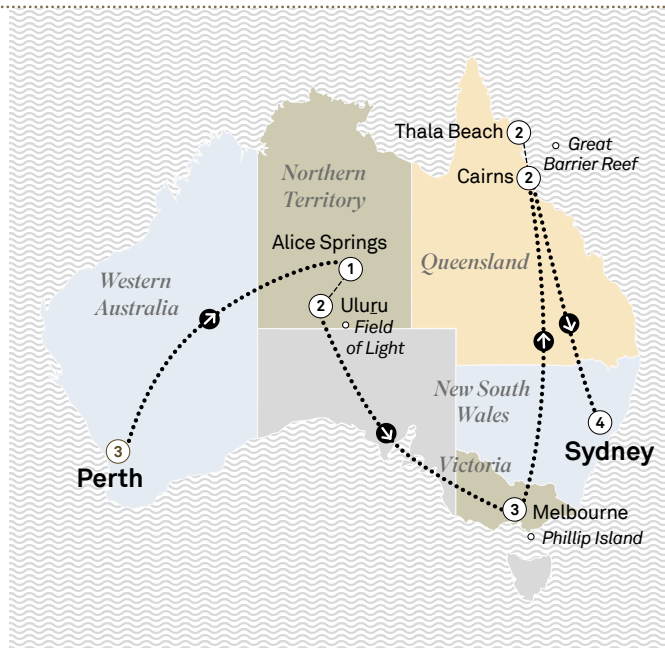 Thala Beach 2
Great
Barrier Reef
Cairns 2
Northern
Territory
Alice Springs
1
Queensland
Western
Australia
2 Uluṟu
Field
of Light
New South
Wales
4
Sydney
3
Perth
Victoria
3 Melbourne
Phillip Island